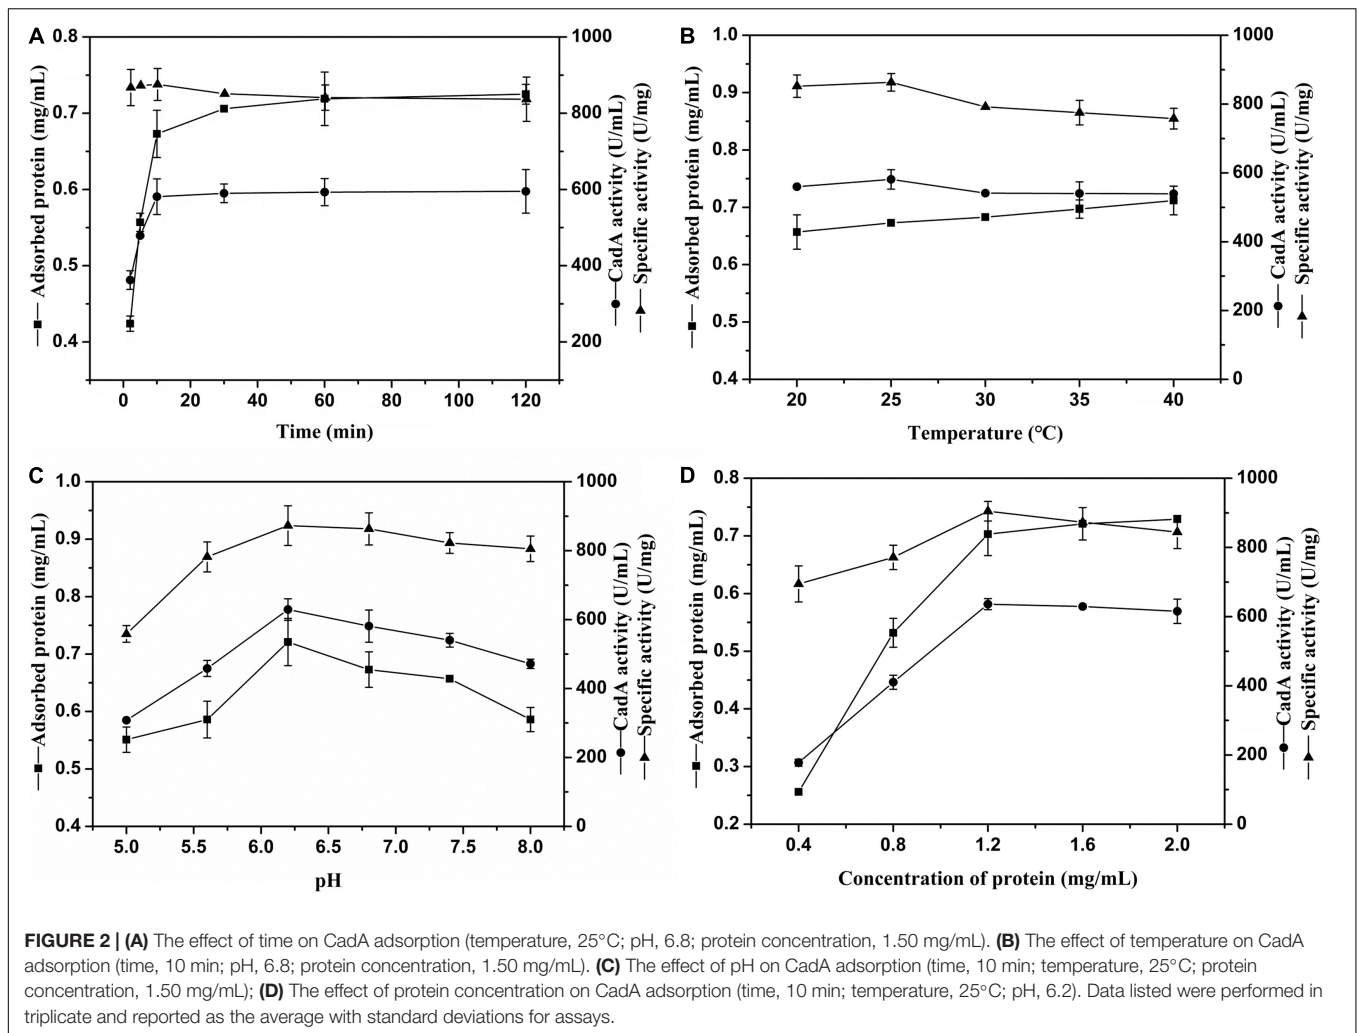 A
0.8
0.7
0.6
0.5
0.4
1000
800
600
400
200
0 20 40 60 80 100 120
Time (min)
Adsorbed protein (mg/mL)
CadA activity (U/mL)
Specific activity (U/mg)
B
1.0
0.9
0.8
0.7
0.6
0.5
0.4
1000
800
600
400
200
0
20 25 30 35 40
Temperature (℃)
Adsorbed protein (mg/mL)
CadA activity (U/mL)
Specific activity (U/mg)
C
1.0
0.9
0.8
0.7
0.6
0.5
0.4
1000
800
600
400
200
0
5.0 5.5 6.0 6.5 7.0 7.5 8.0
pH
Adsorbed protein (mg/mL)
CadA activity (U/mL)
Specific activity (U/mg)
D
0.8
0.7
0.6
0.5
0.4
0.3
0.2
1000
800
600
400
200
0
0.4 0.8 1.2 1.6 2.0
Concentration of protein (mg/mL)
Adsorbed protein (mg/mL)
CadA activity (U/mL)
Specific activity (U/mg)
FIGURE 2 | (A) The effect of time on CadA adsorption (temperature, 25°C; pH, 6.8; protein concentration, 1.50 mg/mL). (B) The effect of temperature on CadA
adsorption (time, 10 min; pH, 6.8; protein concentration, 1.50 mg/mL). (C) The effect of pH on CadA adsorption (time, 10 min; temperature, 25°C; protein
concentration, 1.50 mg/mL); (D) The effect of protein concentration on CadA adsorption (time, 10 min; temperature, 25°C; pH, 6.2). Data listed were performed in
triplicate and reported as the average with standard deviations for assays.